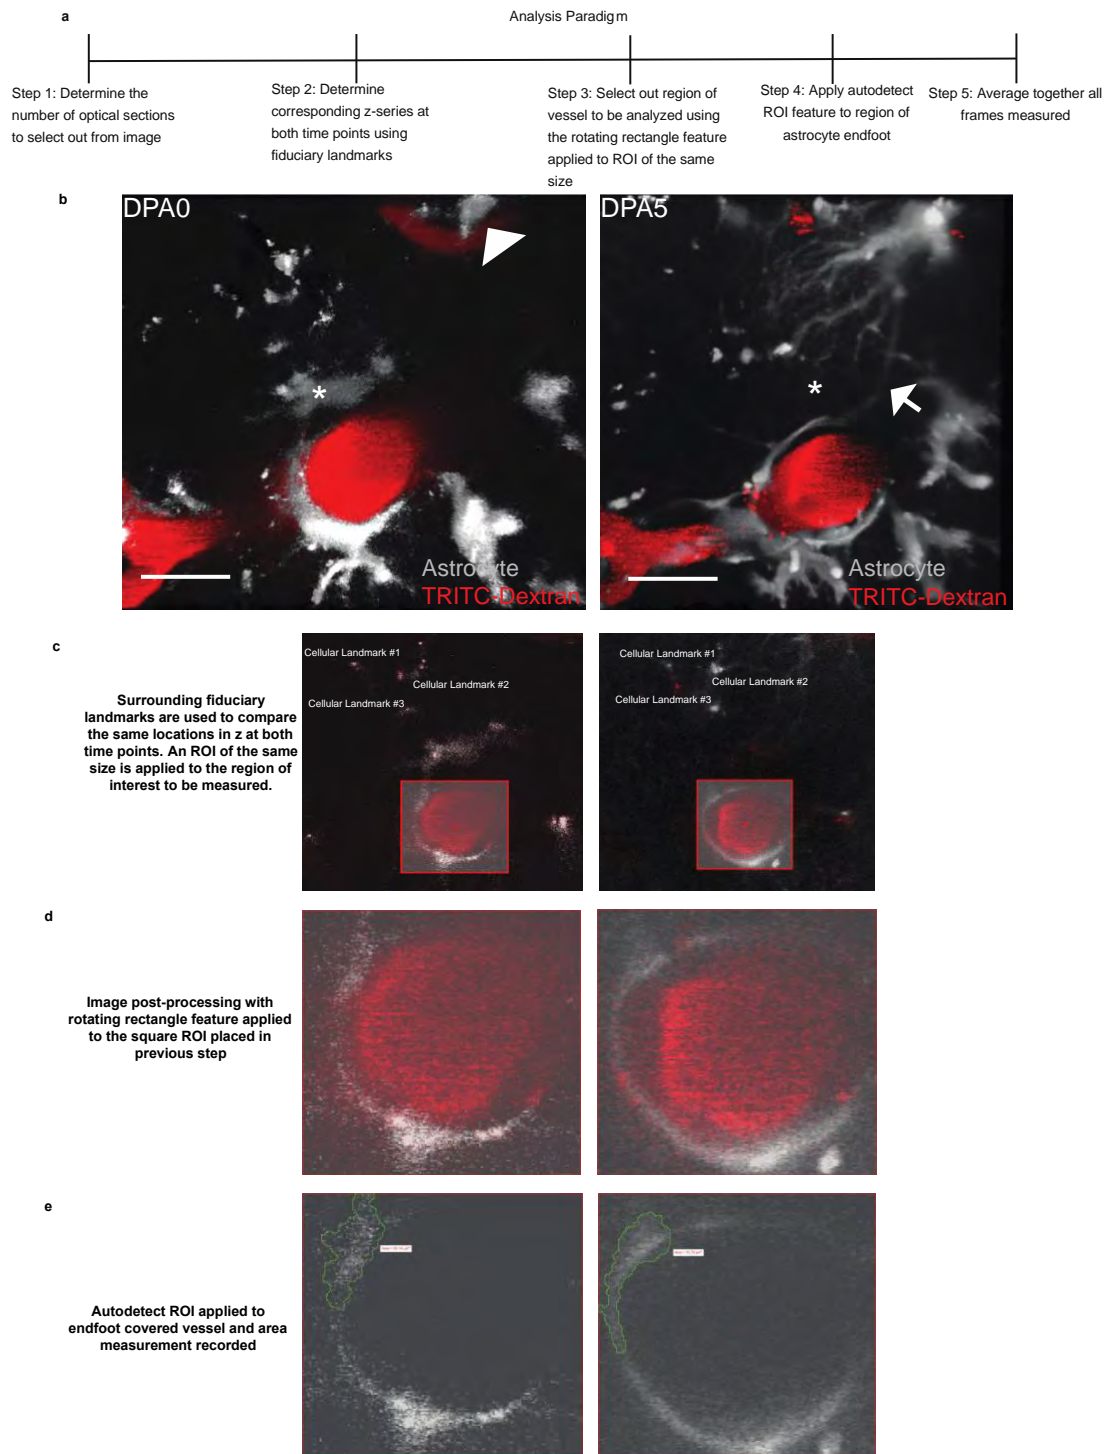 a
Analysis Paradigm
Step 1: Determine the
number of optical sections
to select out from image
Step 2: Determine
corresponding z-series at
both time points using
fiduciary landmarks
Step 3: Select out region of
vessel to be analyzed using
the rotating rectangle feature
applied to ROI of the same
size
Step 4: Apply autodetect
ROI feature to region of
astrocyte endfoot
Step 5: Average together all
frames measured
b
DPA0
*
Astrocyte
TRITC-Dextran
DPA5
*
Astrocyte
TRITC-Dextran
c
Surrounding fiduciary
landmarks are used to compare
the same locations in z at both
time points. An ROI of the same
size is applied to the region of
interest to be measured.
Cellular Landmark #1
Cellular Landmark #2
Cellular Landmark #3
Cellular Landmark #1
Cellular Landmark #2
Cellular Landmark #3
d
Image post-processing with
rotating rectangle feature applied
to the square ROI placed in
previous step
e
Autodetect ROI applied to
endfoot covered vessel and area
measurement recorded